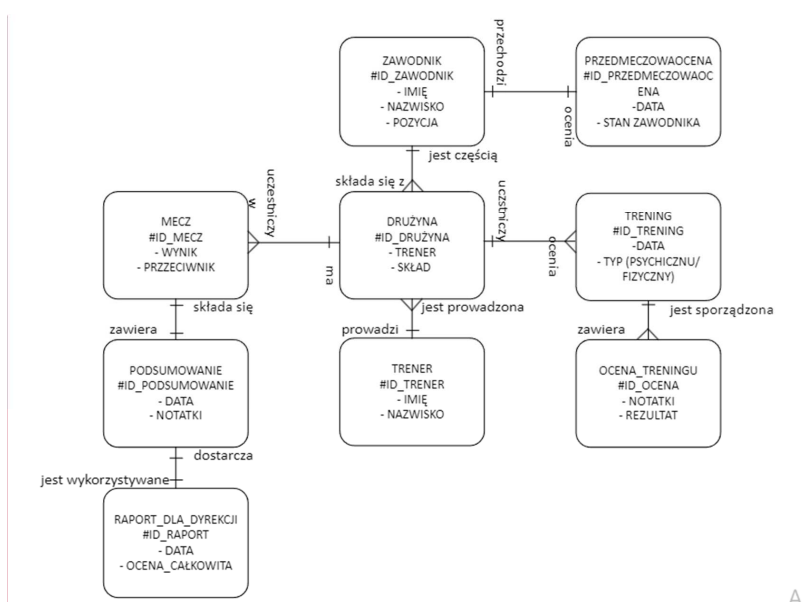 ZAWODNIK
#ID_ZAWODNIK
- IMIĘ
- NAZWISKO
- POZYCJA
przechodzi
ocenia
PRZEDMECZOWAOCENA
#ID_PRZEDMECZOWAOC
ENA
-DATA
- STAN ZAWODNIKA
jest częścią
składa się z
MECZ
#ID_MECZ
- WYNIK
- PRZZECIWNIK
uczestniczy
w
ma
DRUŻYNA
#ID_DRUŻYNA
- TRENER
- SKŁAD
uczstniczy
ocenia
TRENING
#ID_TRENING
-DATA
- TYP (PSYCHICZNU/
FIZYCZNY)
składa się
zawiera
jest prowadzona
prowadzi
jest sporządzona
zawiera
PODSUMOWANIE
#ID_PODSUMOWANIE
- DATA
- NOTATKI
TRENER
#ID_TRENER
- IMIĘ
- NAZWISKO
OCENA_TRENINGU
#ID_OCENA
- NOTATKI
- REZULTAT
dostarcza
jest wykorzystywane
RAPORT_DLA_DYREKCJI
#ID_RAPORT
- DATA
- OCENA_CAŁKOWITA
A